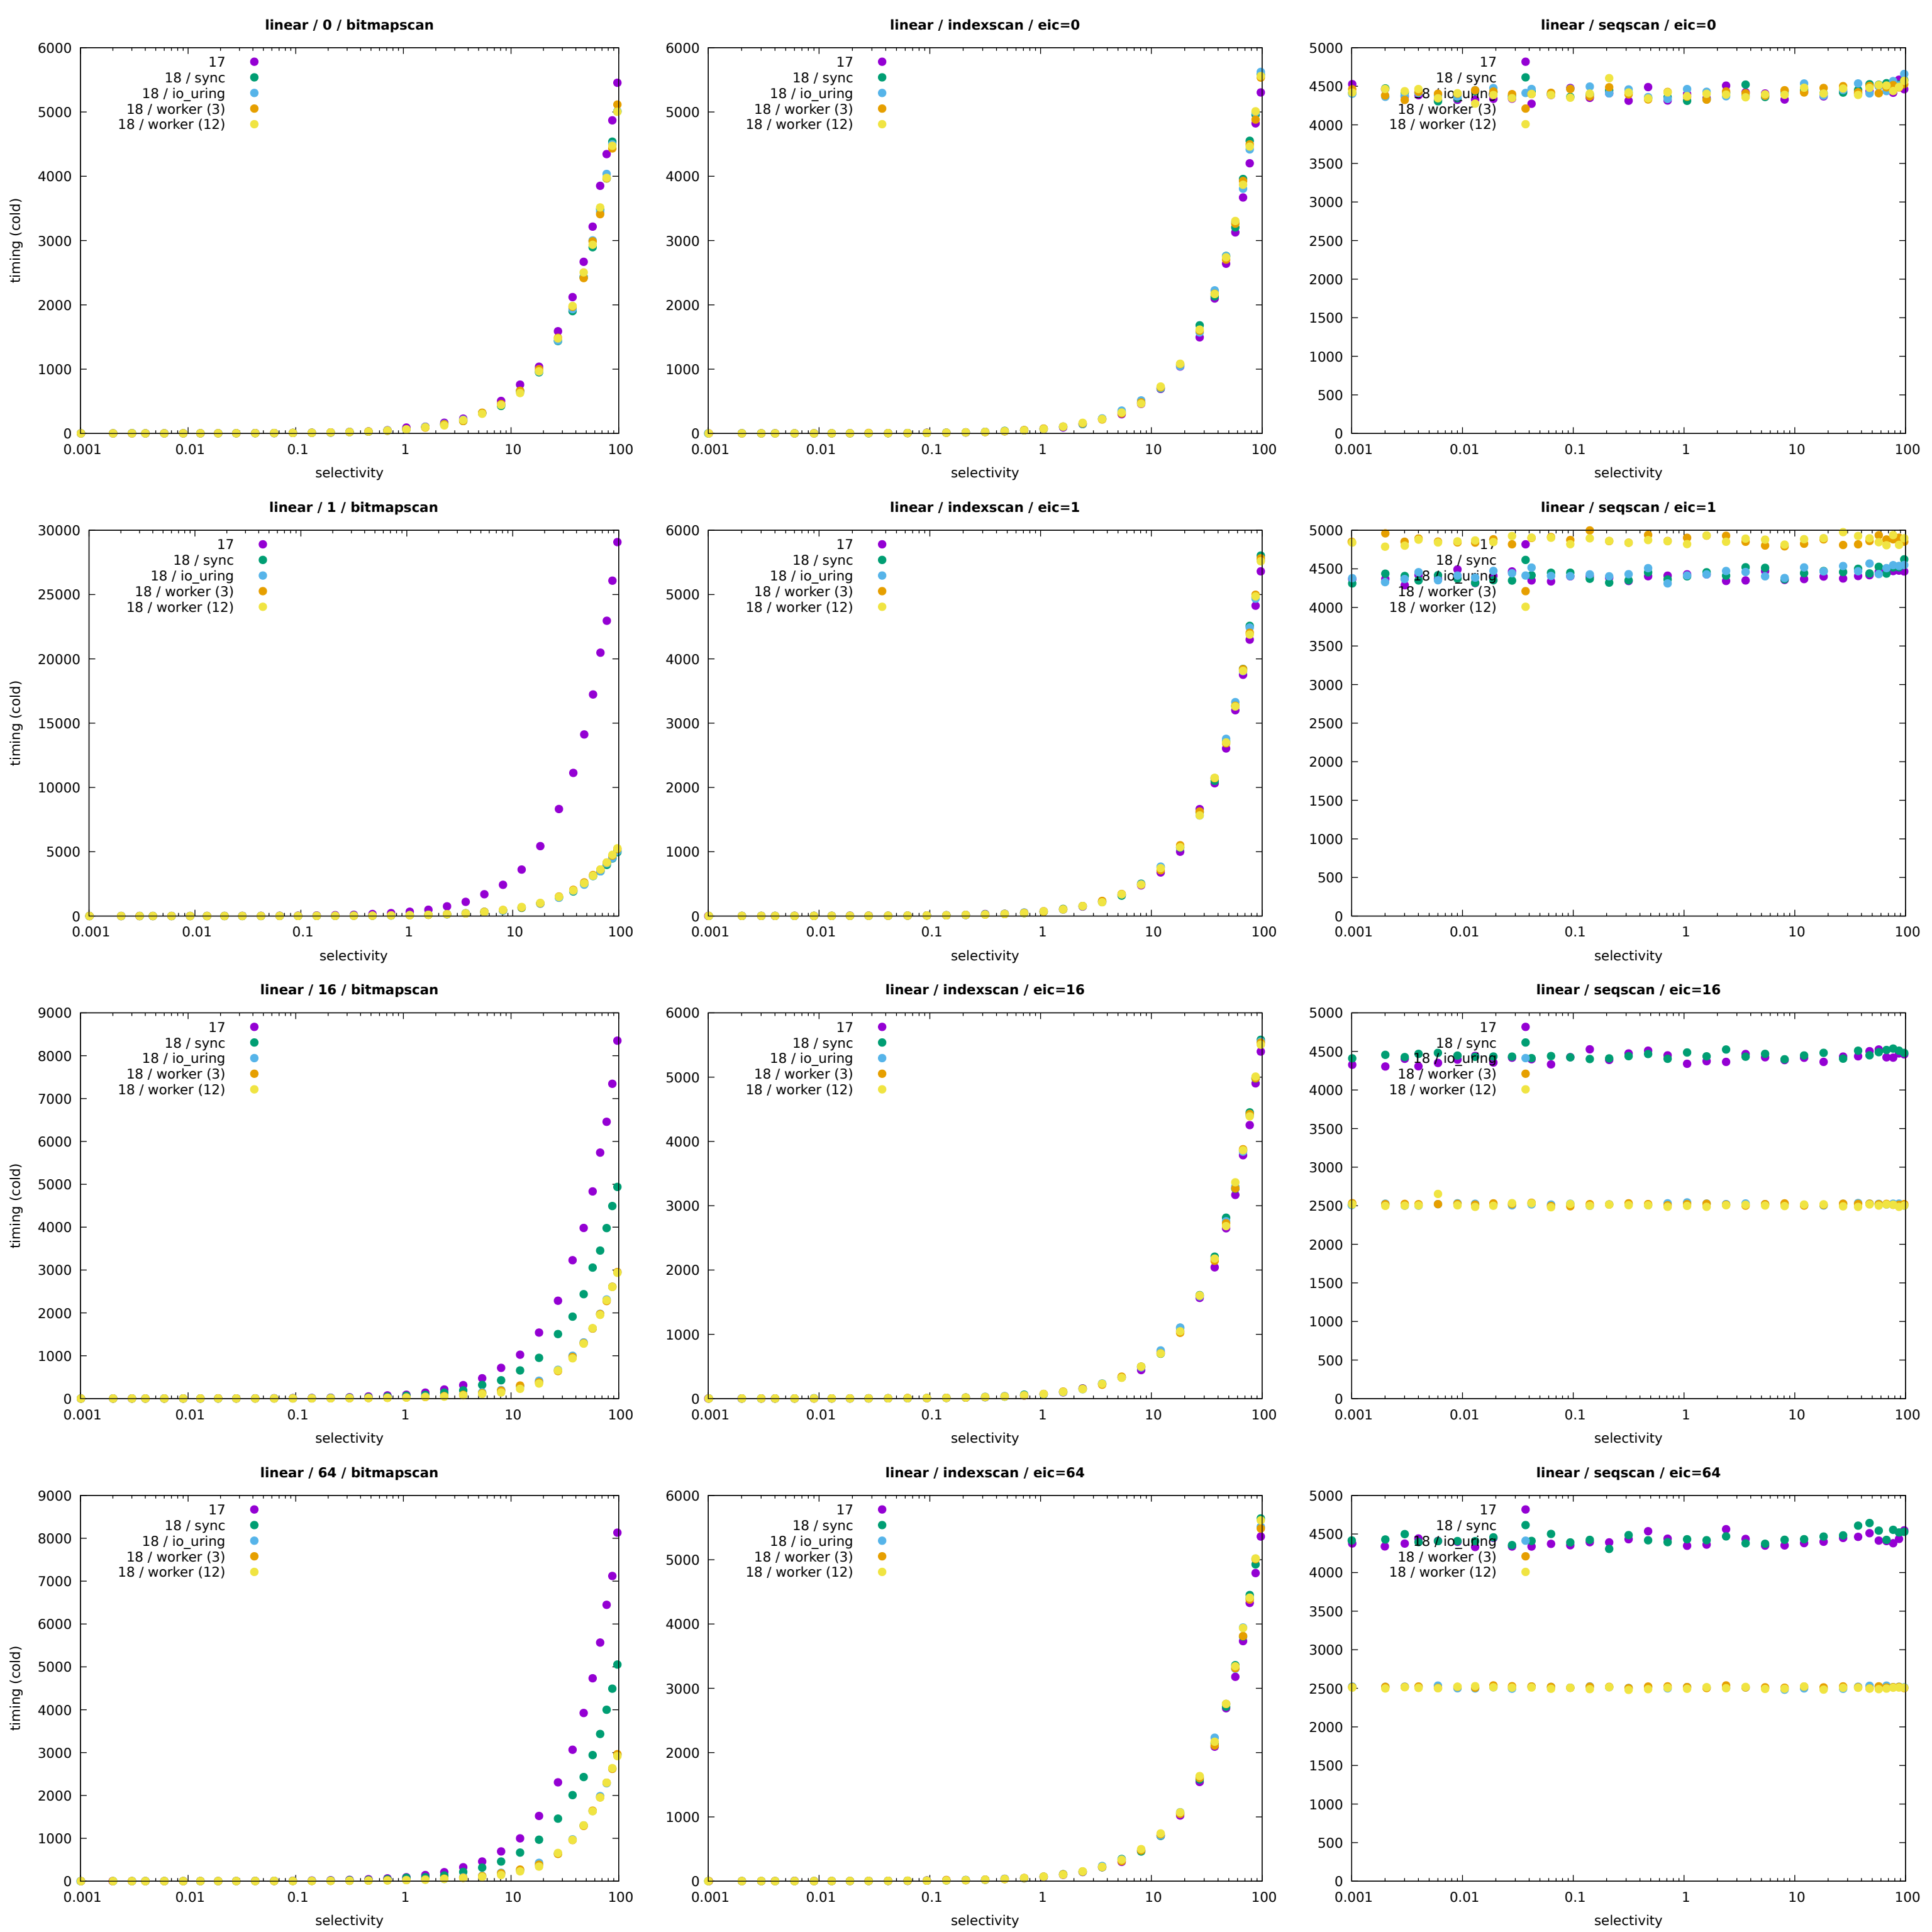 linear / 0 / bitmapscan
6000
5000
4000
3000
2000
1000
0
timing (cold)
17
18 / sync
18 / io_uring
18 / worker (3)
18 / worker (12)
0.001 0.01 0.1 1 10 100
selectivity
linear / indexscan / eic=0
6000
5000
4000
3000
2000
1000
0
17
18 / sync
18 / io_uring
18 / worker (3)
18 / worker (12)
0.001 0.01 0.1 1 10 100
selectivity
linear / seqscan / eic=0
5000
4500
4000
3500
3000
2500
2000
1500
1000
500
0
17
18 / sync
18 / io_uring
18 / worker (3)
18 / worker (12)
0.001 0.01 0.1 1 10 100
selectivity
linear / 1 / bitmapscan
30000
25000
20000
15000
10000
5000
0
timing (cold)
17
18 / sync
18 / io_uring
18 / worker (3)
18 / worker (12)
0.001 0.01 0.1 1 10 100
selectivity
linear / indexscan / eic=1
6000
5000
4000
3000
2000
1000
0
17
18 / sync
18 / io_uring
18 / worker (3)
18 / worker (12)
0.001 0.01 0.1 1 10 100
selectivity
linear / seqscan / eic=1
5000
4500
4000
3500
3000
2500
2000
1500
1000
500
0
17
18 / sync
18 / io_uring
18 / worker (3)
18 / worker (12)
0.001 0.01 0.1 1 10 100
selectivity
linear / 16 / bitmapscan
9000
8000
7000
6000
5000
4000
3000
2000
1000
0
timing (cold)
17
18 / sync
18 / io_uring
18 / worker (3)
18 / worker (12)
0.001 0.01 0.1 1 10 100
selectivity
linear / indexscan / eic=16
6000
5000
4000
3000
2000
1000
0
17
18 / sync
18 / io_uring
18 / worker (3)
18 / worker (12)
0.001 0.01 0.1 1 10 100
selectivity
linear / seqscan / eic=16
5000
4500
4000
3500
3000
2500
2000
1500
1000
500
0
17
18 / sync
18 / io_uring
18 / worker (3)
18 / worker (12)
0.001 0.01 0.1 1 10 100
selectivity
linear / 64 / bitmapscan
9000
8000
7000
6000
5000
4000
3000
2000
1000
0
timing (cold)
17
18 / sync
18 / io_uring
18 / worker (3)
18 / worker (12)
0.001 0.01 0.1 1 10 100
selectivity
linear / indexscan / eic=64
6000
5000
4000
3000
2000
1000
0
17
18 / sync
18 / io_uring
18 / worker (3)
18 / worker (12)
0.001 0.01 0.1 1 10 100
selectivity
linear / seqscan / eic=64
5000
4500
4000
3500
3000
2500
2000
1500
1000
500
0
17
18 / sync
18 / io_uring
18 / worker (3)
18 / worker (12)
0.001 0.01 0.1 1 10 100
selectivity